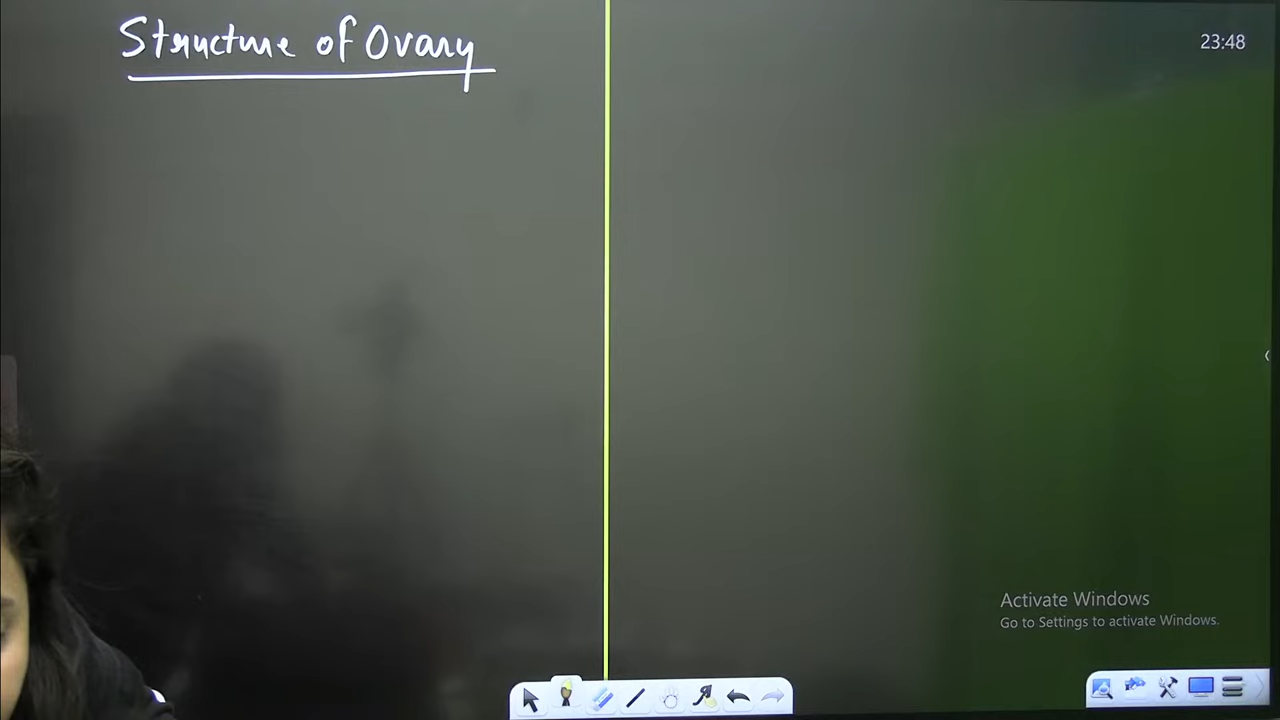 Structure of Ovary
23:48
Activate Windows
Go to Settings to activate Windows.